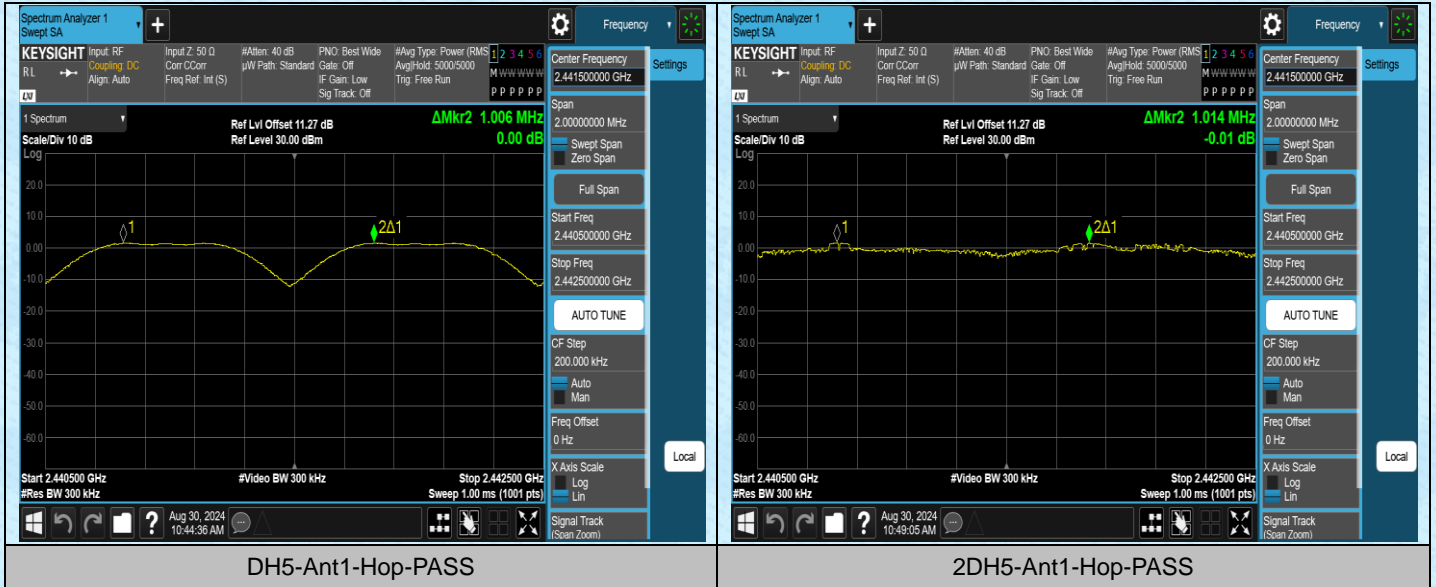 Spectrum Analyzer 1
Swept SA
+
Frequency
KEYSIGHT
RL
LXI
Input: RF
Coupling: DC
Align: Auto
Input Z: 50 Ω
Corr CCorr
Freq Ref: Int (S)
#Atten: 40 dB
µW Path: Standard
PNO: Best Wide
Gate: Off
IF Gain: Low
Sig Track: Off
#Avg Type: Power (RMS
Avg|Hold: 5000/5000
Trig: Free Run
1 2 3 4 5 6
M W W W W W
P P P P P P
1 Spectrum
Scale/Div 10 dB
Log
Ref Lvl Offset 11.27 dB
Ref Level 30.00 dBm
ΔMkr2 1.006 MHz
0.00 dB
20.0
10.0
0.00
-10.0
-20.0
-30.0
-40.0
-50.0
-60.0
1
2Δ1
Start 2.440500 GHz
#Res BW 300 kHz
#Video BW 300 kHz
Stop 2.442500 GHz
Sweep 1.00 ms (1001 pts)
Center Frequency
2.441500000 GHz
Settings
Span
2.00000000 MHz
Swept Span
Zero Span
Full Span
Start Freq
2.440500000 GHz
Stop Freq
2.442500000 GHz
AUTO TUNE
CF Step
200.000 kHz
Auto
Man
Freq Offset
0 Hz
X Axis Scale
Log
Lin
Local
Signal Track
(Span Zoom)
?
Aug 30, 2024
10:44:36 AM
DH5-Ant1-Hop-PASS
Spectrum Analyzer 1
Swept SA
+
Frequency
KEYSIGHT
RL
LXI
Input: RF
Coupling: DC
Align: Auto
Input Z: 50 Ω
Corr CCorr
Freq Ref: Int (S)
#Atten: 40 dB
µW Path: Standard
PNO: Best Wide
Gate: Off
IF Gain: Low
Sig Track: Off
#Avg Type: Power (RMS
Avg|Hold: 5000/5000
Trig: Free Run
1 2 3 4 5 6
M W W W W W
P P P P P P
1 Spectrum
Scale/Div 10 dB
Log
Ref Lvl Offset 11.27 dB
Ref Level 30.00 dBm
ΔMkr2 1.014 MHz
-0.01 dB
20.0
10.0
0.00
-10.0
-20.0
-30.0
-40.0
-50.0
-60.0
1
2Δ1
Start 2.440500 GHz
#Res BW 300 kHz
#Video BW 300 kHz
Stop 2.442500 GHz
Sweep 1.00 ms (1001 pts)
Center Frequency
2.441500000 GHz
Settings
Span
2.00000000 MHz
Swept Span
Zero Span
Full Span
Start Freq
2.440500000 GHz
Stop Freq
2.442500000 GHz
AUTO TUNE
CF Step
200.000 kHz
Auto
Man
Freq Offset
0 Hz
X Axis Scale
Log
Lin
Local
Signal Track
(Span Zoom)
?
Aug 30, 2024
10:49:05 AM
2DH5-Ant1-Hop-PASS